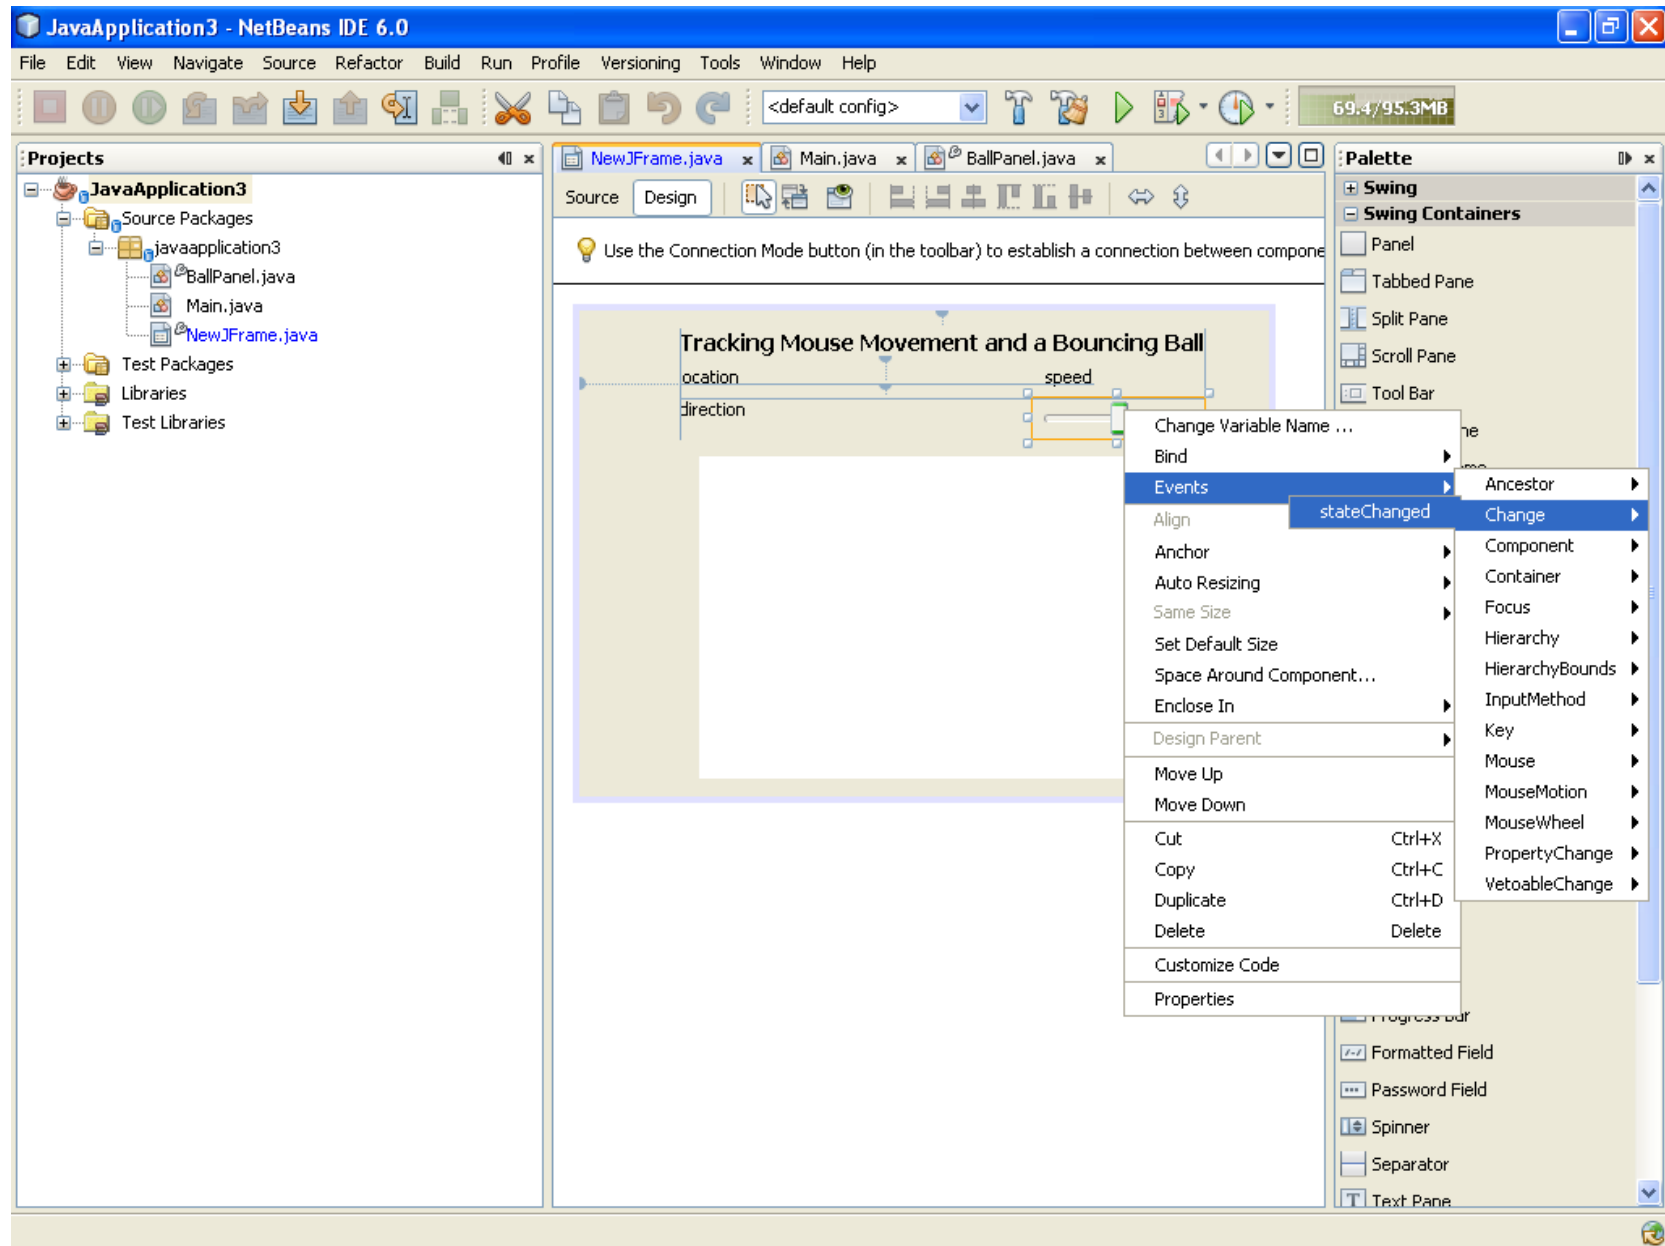 JavaApplication3 - NetBeans IDE 6.0
File Edit View Navigate Source Refactor Build Run Profile Versioning Tools Window Help
<default config>
69.4/95.3MB
Projects
JavaApplication3
Source Packages
javaapplication3
BallPanel.java
Main.java
NewJFrame.java
Test Packages
Libraries
Test Libraries
NewJFrame.java Main.java BallPanel.java
Source Design
Use the Connection Mode button (in the toolbar) to establish a connection between compone
Tracking Mouse Movement and a Bouncing Ball
location speed
direction
Change Variable Name ...
Bind
Events
Align
Anchor
Auto Resizing
Same Size
Set Default Size
Space Around Component...
Enclose In
Design Parent
Move Up
Move Down
Cut Ctrl+X
Copy Ctrl+C
Duplicate Ctrl+D
Delete Delete
Customize Code
Properties
stateChanged
Ancestor
Change
Component
Container
Focus
Hierarchy
HierarchyBounds
InputMethod
Key
Mouse
MouseMotion
MouseWheel
PropertyChange
VetoableChange
Palette
Swing
Swing Containers
Panel
Tabbed Pane
Split Pane
Scroll Pane
Tool Bar
Progress Bar
Formatted Field
Password Field
Spinner
Separator
Text Pane